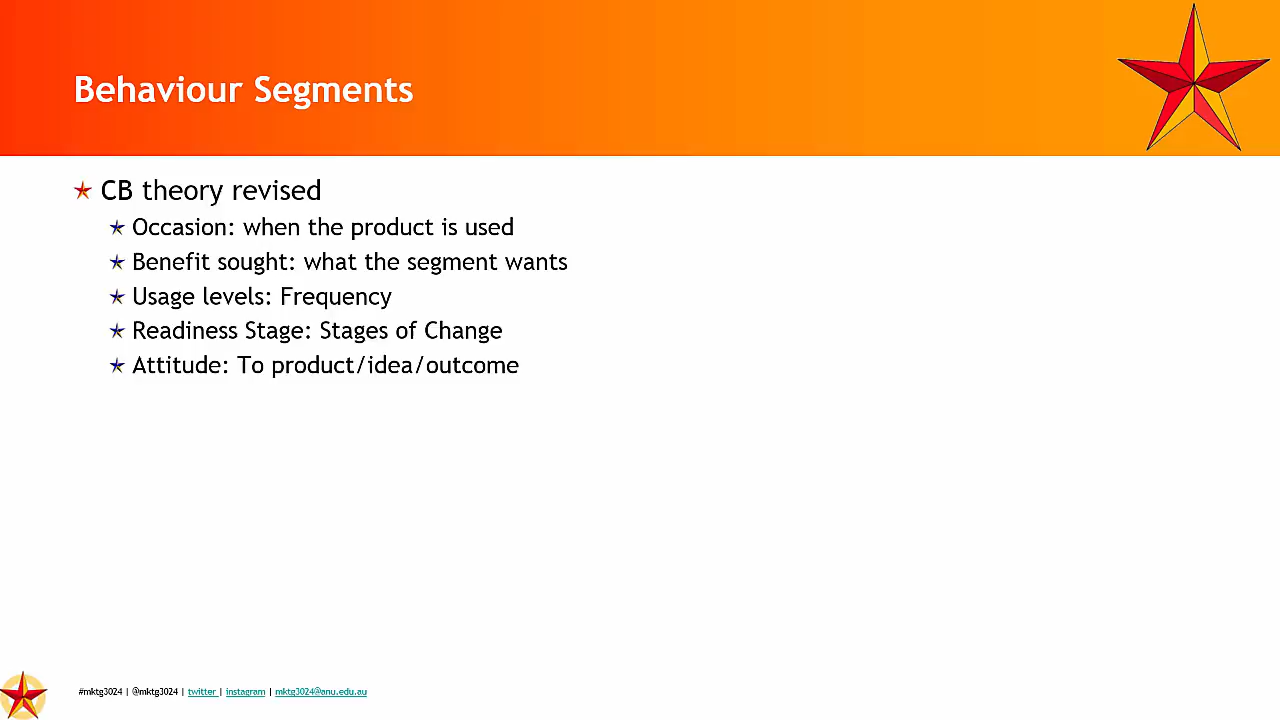 Behaviour Segments
CB theory revised
Occasion: when the product is used
Benefit sought: what the segment wants
Usage levels: Frequency
Readiness Stage: Stages of Change
Attitude: To product/idea/outcome
#mktg3024 | @mktg3024 | twitter | instagram | mktg3024@anu.edu.au